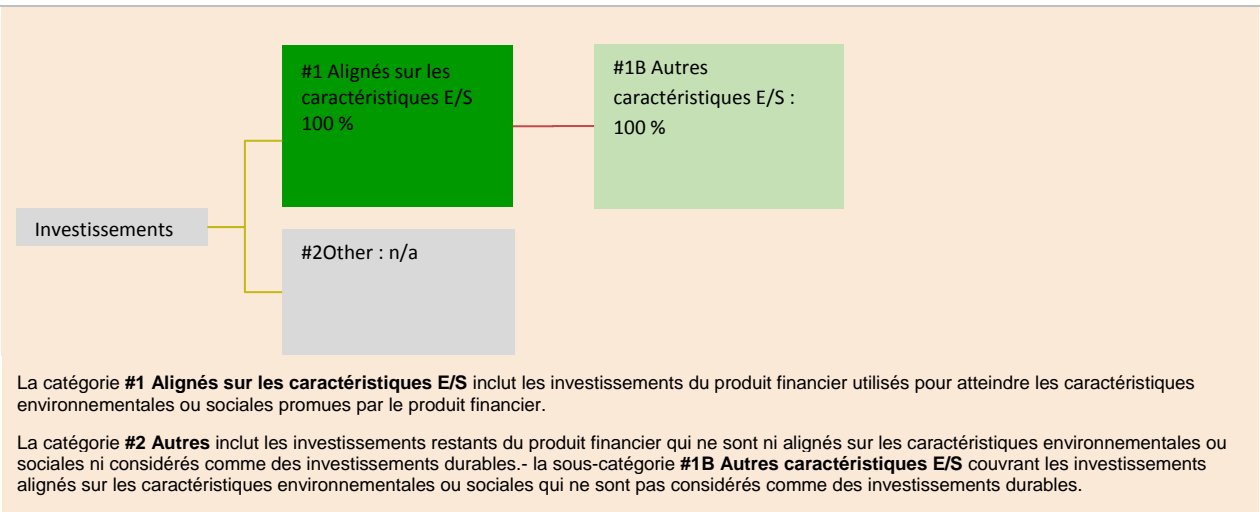 #1 Alignés sur les
caractéristiques E/S
100 %
#1B Autres
caractéristiques E/S :
100 %
Investissements
#2Other : n/a
La catégorie #1 Alignés sur les caractéristiques E/S inclut les investissements du produit financier utilisés pour atteindre les caractéristiques
environnementales ou sociales promues par le produit financier.
La catégorie #2 Autres inclut les investissements restants du produit financier qui ne sont ni alignés sur les caractéristiques environnementales ou
sociales ni considérés comme des investissements durables.- la sous-catégorie #1B Autres caractéristiques E/S couvrant les investissements
alignés sur les caractéristiques environnementales ou sociales qui ne sont pas considérés comme des investissements durables.